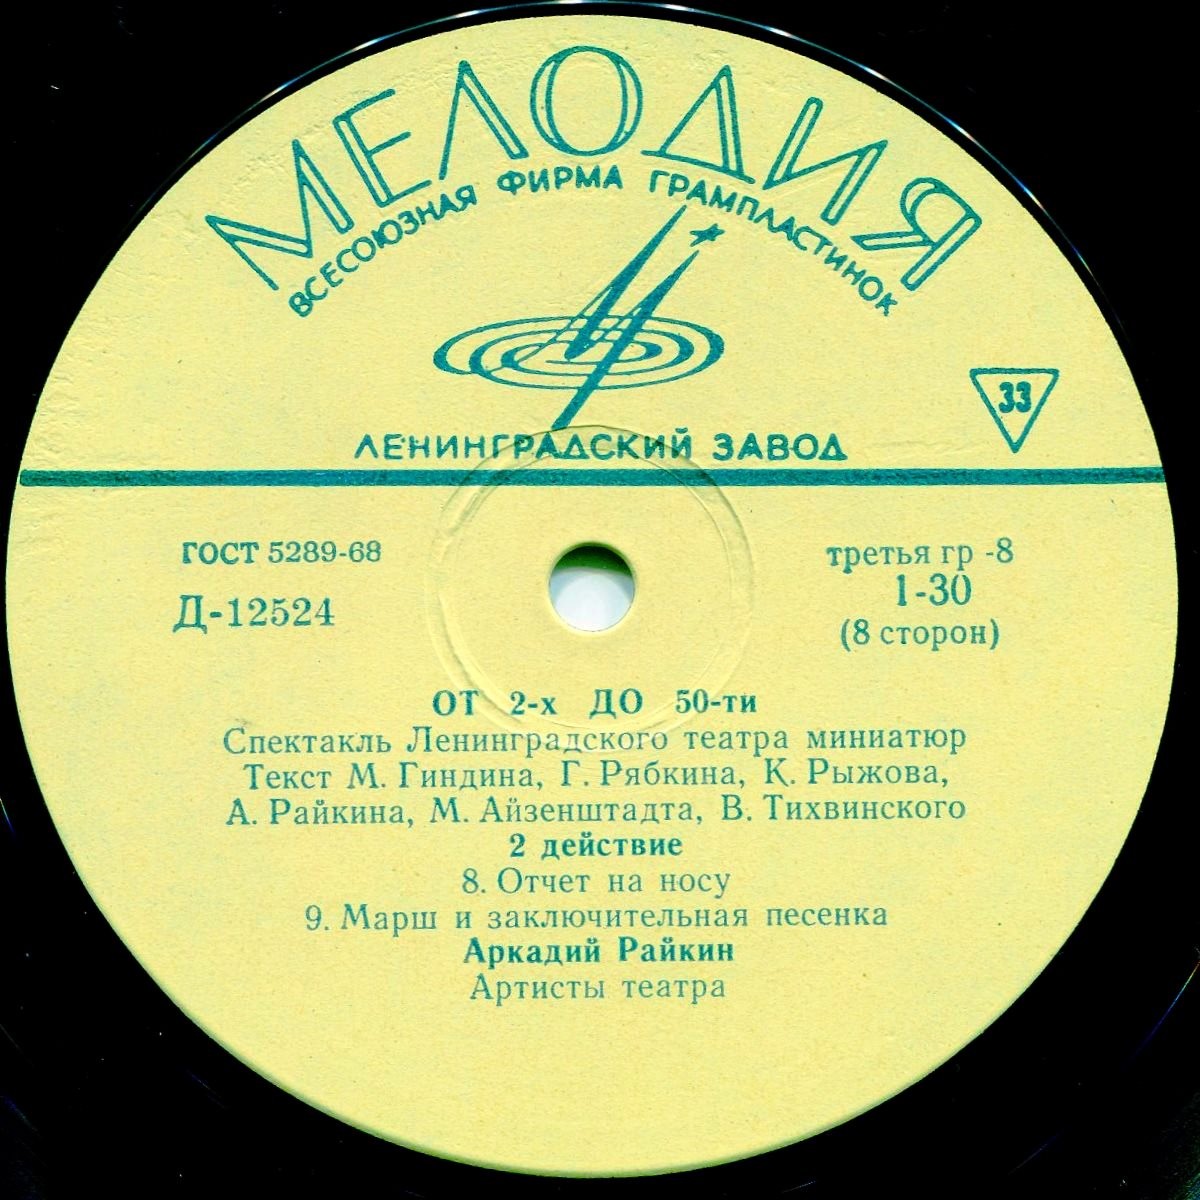 МЕЛОДИЯ
ВСЕСОЮЗНАЯ ФИРМА ГРАМПЛАСТИНОК
33
ЛЕНИНГРАДСКИЙ ЗАВОД
ГОСТ 5289-68
Д-12524
третья гр -8
1-30
(8 сторон)
ОТ 2-х ДО 50-ти
Спектакль Ленинградского театра миниатюр
Текст М. Гиндина, Г. Рябкина, К. Рыжова,
А. Райкина, М. Айзенштадта, В. Тихвинского
2 действие
8. Отчет на носу
9. Марш и заключительная песенка
Аркадий Райкин
Артисты театра